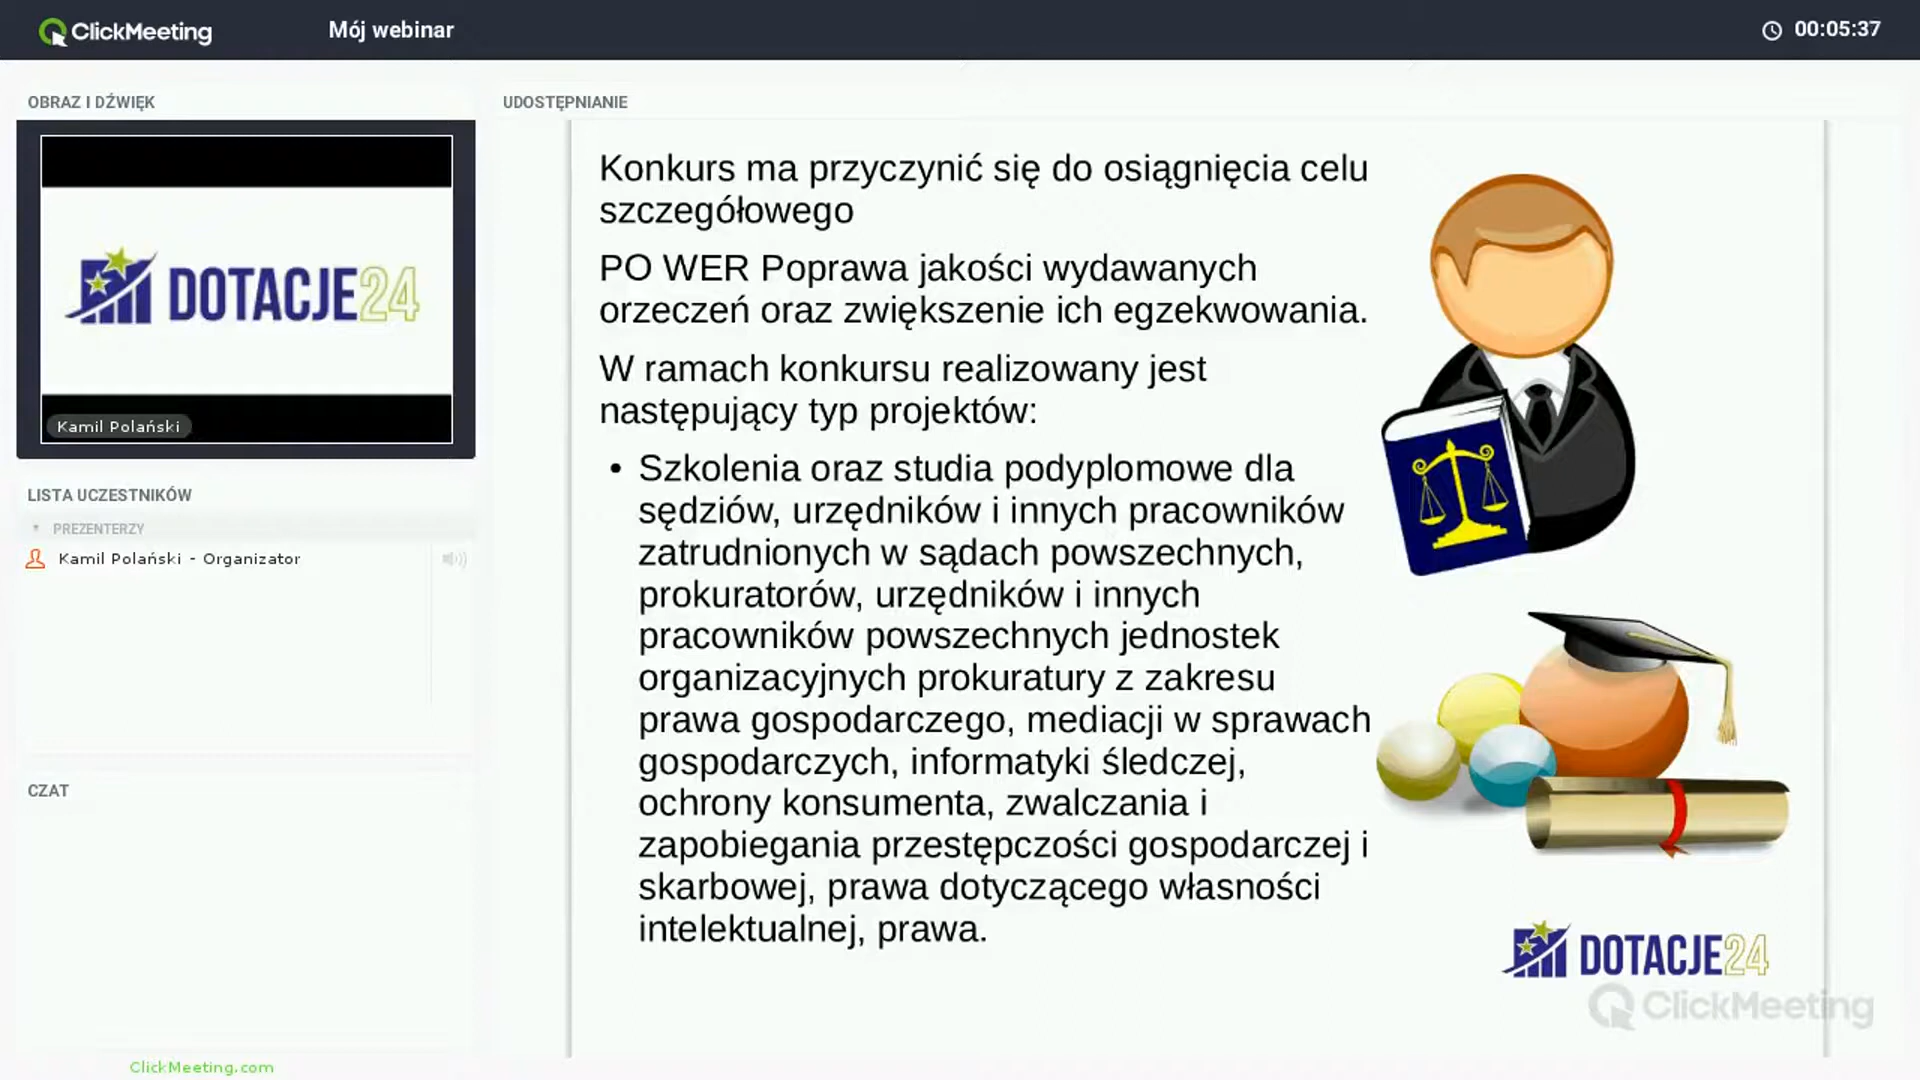 ClickMeeting
Mój webinar
00:05:37
OBRAZ I DŹWIĘK
DOTACJE24
Kamil Polański
LISTA UCZESTNIKÓW
PREZENTERZY
Kamil Polański - Organizator
CZAT
ClickMeeting.com
UDOSTĘPNIANIE
Konkurs ma przyczynić się do osiągnięcia celu
szczegółowego
PO WER Poprawa jakości wydawanych
orzeczeń oraz zwiększenie ich egzekwowania.
W ramach konkursu realizowany jest
następujący typ projektów:
• Szkolenia oraz studia podyplomowe dla
sędziów, urzędników i innych pracowników
zatrudnionych w sądach powszechnych,
prokuratorów, urzędników i innych
pracowników powszechnych jednostek
organizacyjnych prokuratury z zakresu
prawa gospodarczego, mediacji w sprawach
gospodarczych, informatyki śledczej,
ochrony konsumenta, zwalczania i
zapobiegania przestępczości gospodarczej i
skarbowej, prawa dotyczącego własności
intelektualnej, prawa.
DOTACJE24
ClickMeeting